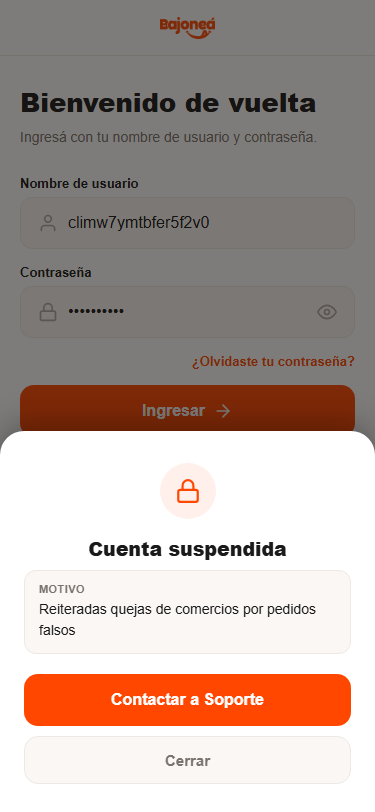 Bajoneá
Bienvenido de vuelta
Ingresá con tu nombre de usuario y contraseña.
Nombre de usuario
climw7ymtbfer5f2v0
Contraseña
••••••••••
¿Olvidaste tu contraseña?
Ingresar →
Cuenta suspendida
MOTIVO
Reiteradas quejas de comercios por pedidos
falsos
Contactar a Soporte
Cerrar